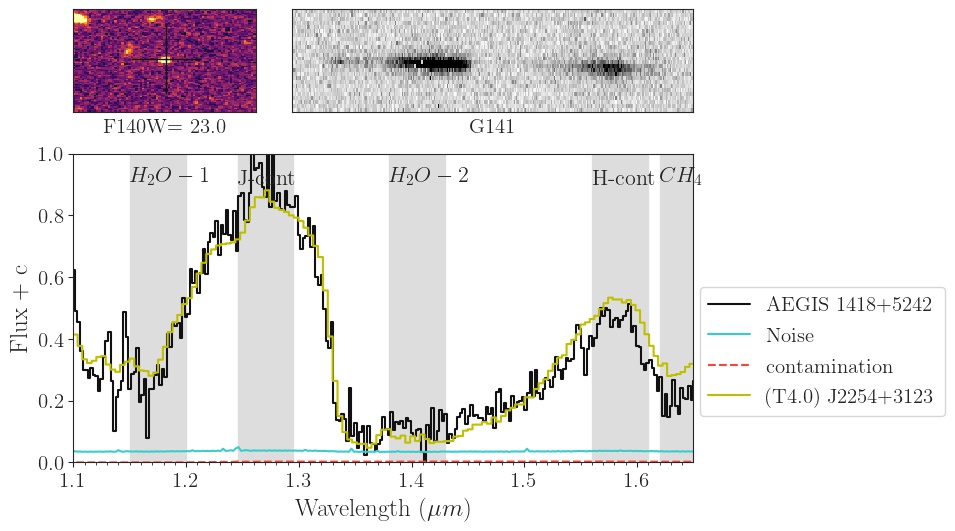 F140W= 23.0
G141
1.0
0.8
0.6
0.4
0.2
0.0
Flux + c
H₂O − 1
J-cont
H₂O − 2
H-cont
CH₄
AEGIS 1418+5242
Noise
contamination
(T4.0) J2254+3123
1.1
1.2
1.3
1.4
1.5
1.6
Wavelength (μm)